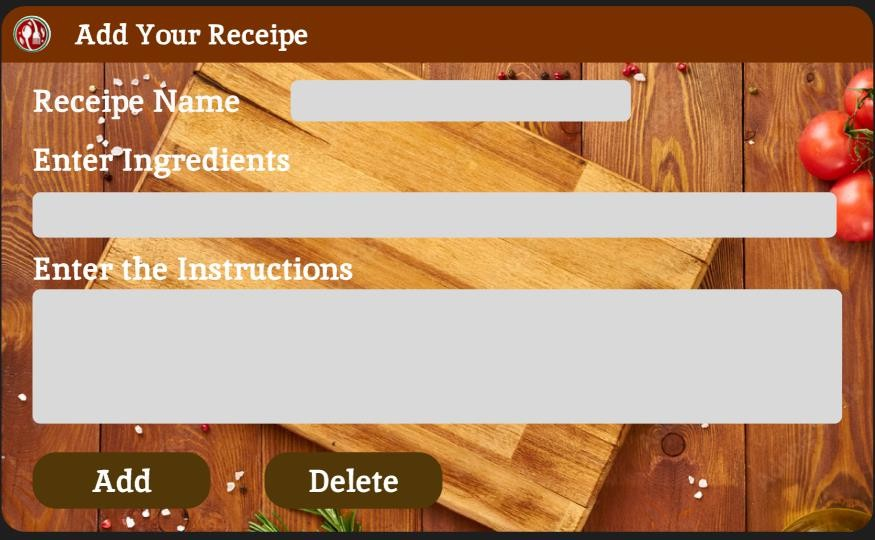 Add Your Receipe
Receipe Name
Enter Ingredients
Enter the Instructions
Add
Delete